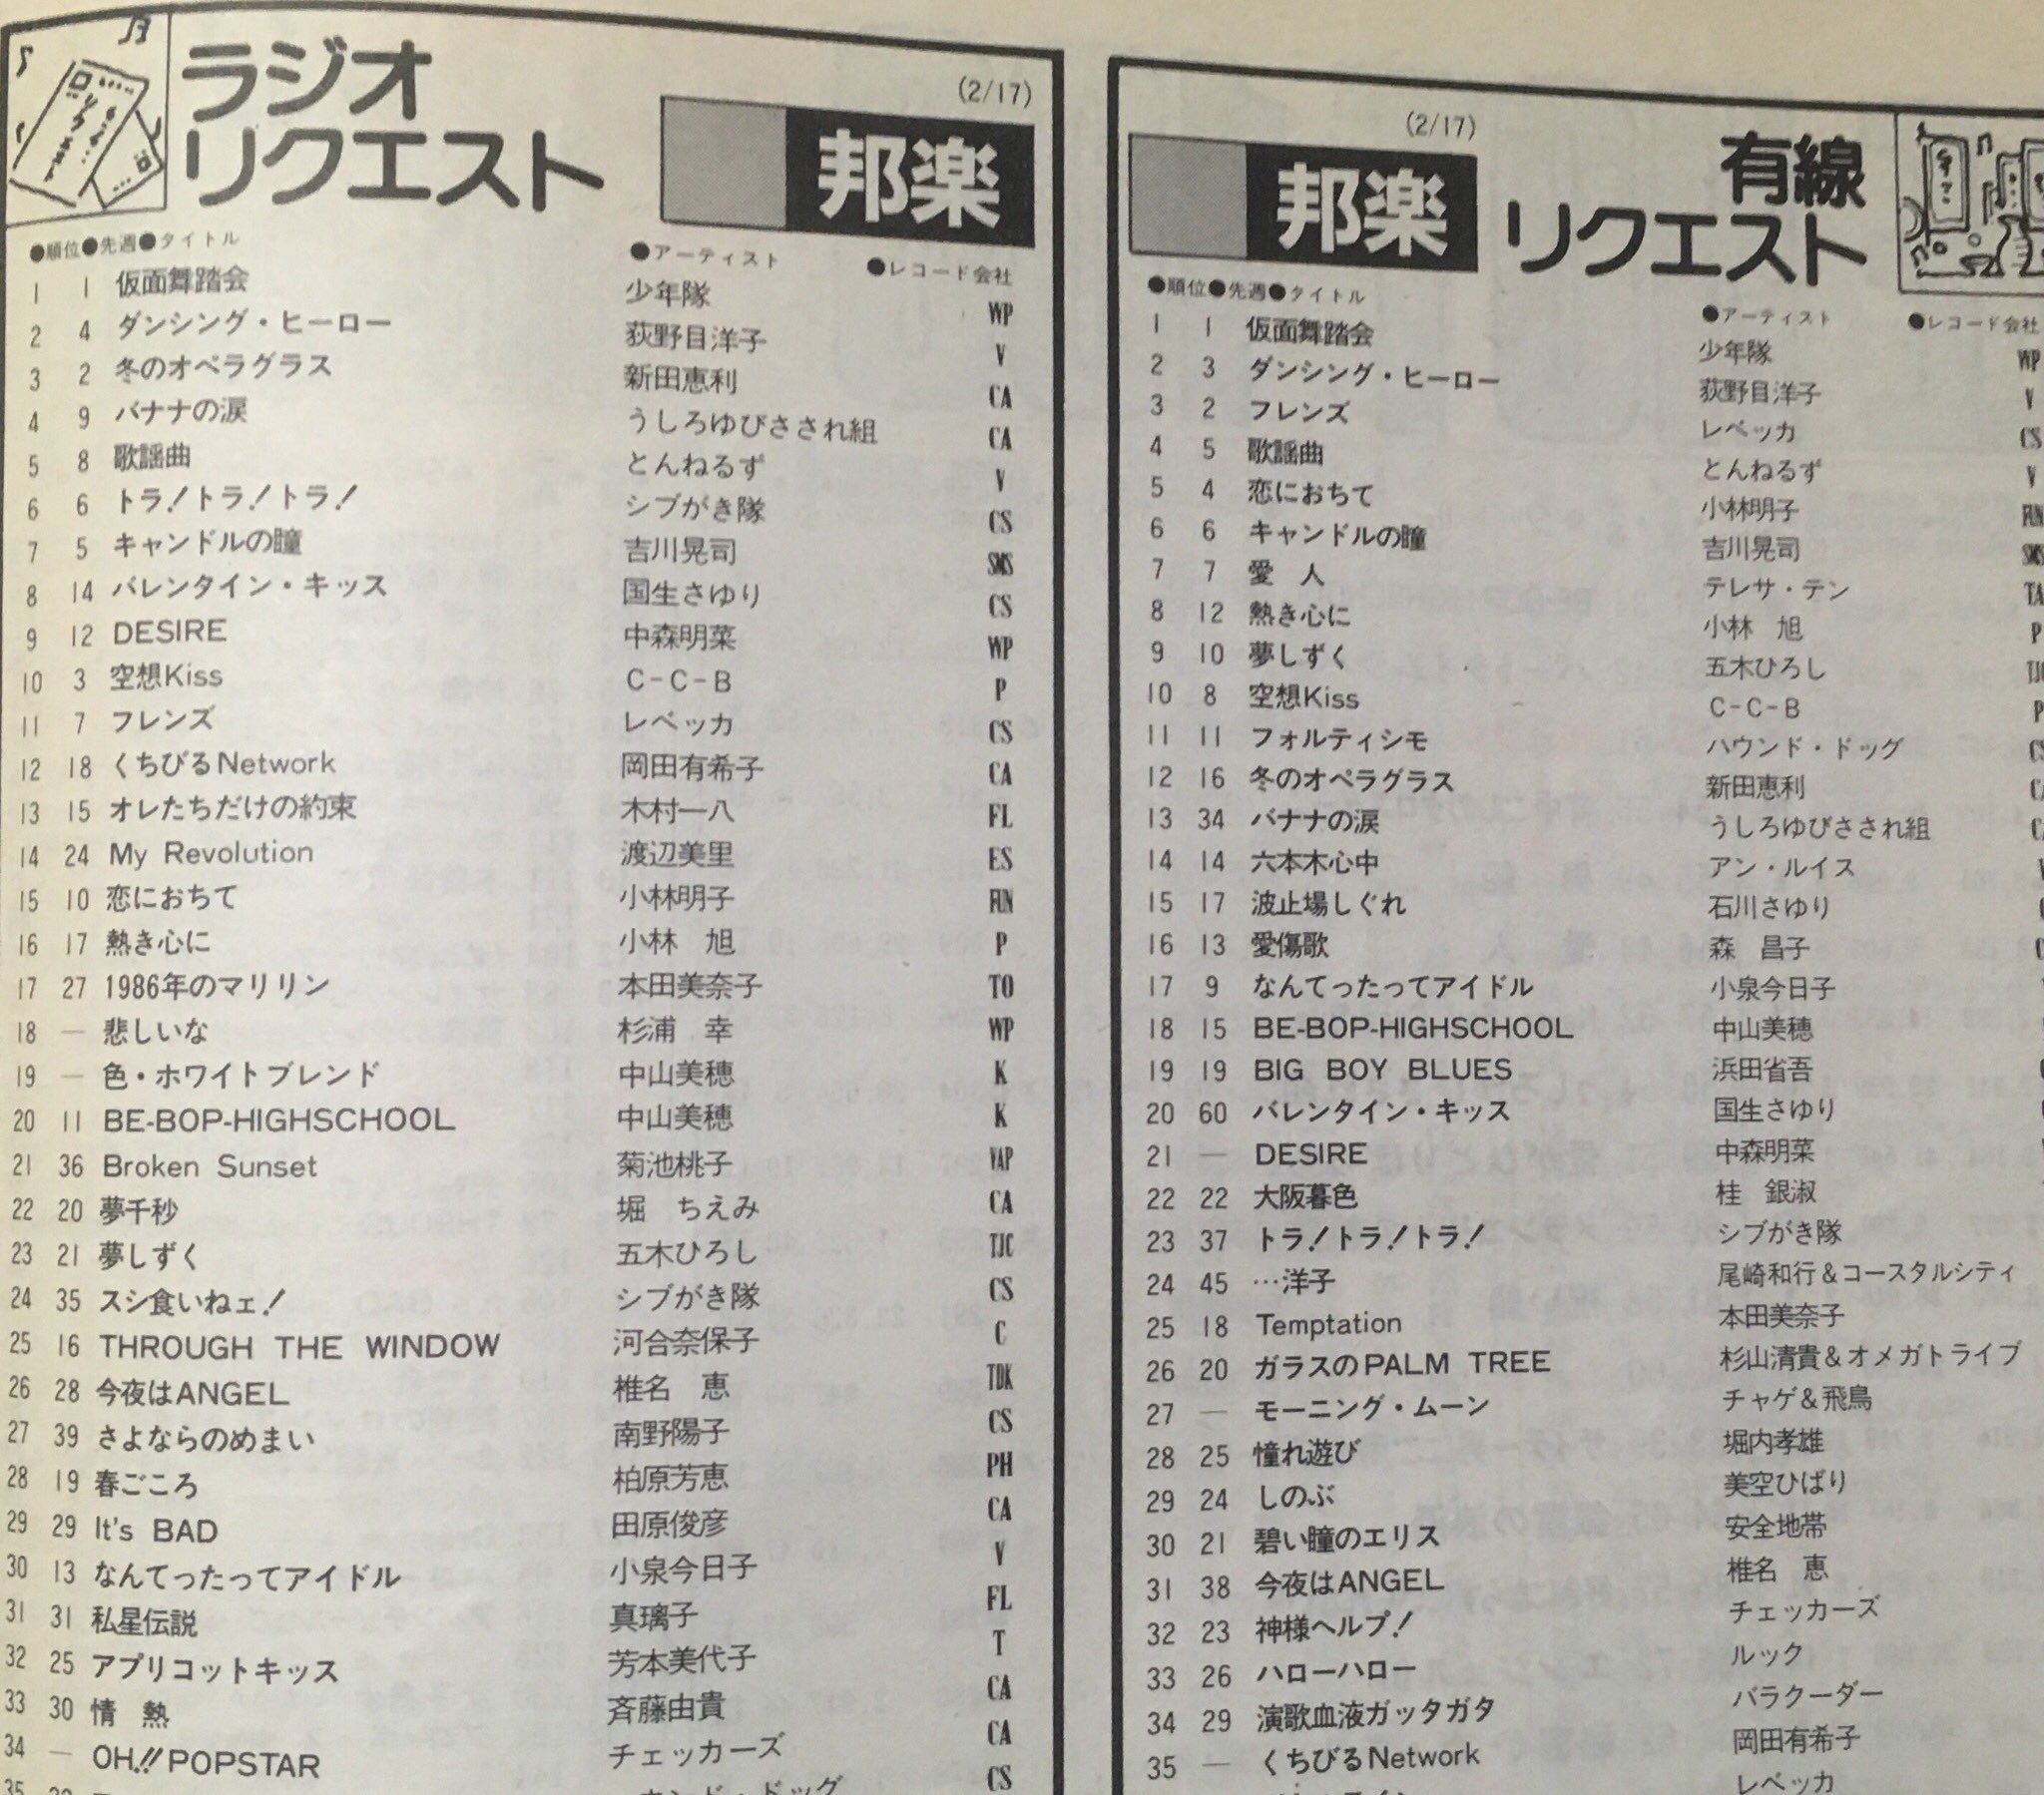 ラジオ
リクエスト
(2/17)
邦楽
●順位●先週●タイトル ●アーティスト ●レコード会社
1 1 仮面舞踏会 少年隊 WP
2 4 ダンシング・ヒーロー 荻野目洋子 V
3 2 冬のオペラグラス 新田恵利 CA
4 9 バナナの涙 うしろゆびさされ組 CA
5 8 歌謡曲 とんねるず V
6 6 トラ!トラ!トラ! シブがき隊 CS
7 5 キャンドルの瞳 吉川晃司 SMS
8 14 バレンタイン・キッス 国生さゆり CS
9 12 DESIRE 中森明菜 WP
10 3 空想Kiss C-C-B P
11 7 フレンズ レベッカ CS
12 18 くちびるNetwork 岡田有希子 CA
13 15 オレたちだけの約束 木村一八 FL
14 24 My Revolution 渡辺美里 ES
15 10 恋におちて 小林明子 FUN
16 17 熱き心に 小林 旭 P
17 27 1986年のマリリン 本田美奈子 TO
18 — 悲しいな 杉浦 幸 WP
19 — 色・ホワイトブレンド 中山美穂 K
20 11 BE-BOP-HIGHSCHOOL 中山美穂 K
21 36 Broken Sunset 菊池桃子 VAP
22 20 夢千秒 堀 ちえみ CA
23 21 夢しずく 五木ひろし TJC
24 35 スシ食いねェ! シブがき隊 CS
25 16 THROUGH THE WINDOW 河合奈保子 C
26 28 今夜はANGEL 椎名 恵 TDK
27 39 さよならのめまい 南野陽子 CS
28 19 春ごころ 柏原芳恵 PH
29 29 It's BAD 田原俊彦 CA
30 13 なんてったってアイドル 小泉今日子 V
31 31 私星伝説 真璃子 FL
32 25 アプリコットキッス 芳本美代子 T
33 30 情 熱 斉藤由貴 CA
34 — OH!!POPSTAR チェッカーズ CA
35 CS
(2/17)
邦楽
有線
リクエスト
●順位●先週●タイトル ●アーティスト ●レコード会社
1 1 仮面舞踏会 少年隊 WP
2 3 ダンシング・ヒーロー 荻野目洋子 V
3 2 フレンズ レベッカ CS
4 5 歌謡曲 とんねるず V
5 4 恋におちて 小林明子 FUN
6 6 キャンドルの瞳 吉川晃司 SMS
7 7 愛 人 テレサ・テン TA
8 12 熱き心に 小林 旭 P
9 10 夢しずく 五木ひろし
10 8 空想Kiss C-C-B P
11 11 フォルティシモ ハウンド・ドッグ
12 16 冬のオペラグラス 新田恵利
13 34 バナナの涙 うしろゆびさされ組
14 14 六本木心中 アン・ルイス
15 17 波止場しぐれ 石川さゆり
16 13 愛傷歌 森 昌子
17 9 なんてったってアイドル 小泉今日子
18 15 BE-BOP-HIGHSCHOOL 中山美穂
19 19 BIG BOY BLUES 浜田省吾
20 60 バレンタイン・キッス 国生さゆり
21 — DESIRE 中森明菜
22 22 大阪暮色 桂 銀淑
23 37 トラ!トラ!トラ! シブがき隊
24 45 …洋子 尾崎和行&コースタルシティ
25 18 Temptation 本田美奈子
26 20 ガラスのPALM TREE 杉山清貴&オメガトライブ
27 — モーニング・ムーン チャゲ&飛鳥
28 25 憧れ遊び 堀内孝雄
29 24 しのぶ 美空ひばり
30 21 碧い瞳のエリス 安全地帯
31 38 今夜はANGEL 椎名 恵
32 23 神様ヘルプ! チェッカーズ
33 26 ハローハロー ルック
34 29 演歌血液ガッタガタ バラクーダー
35 — くちびるNetwork 岡田有希子
レベッカ